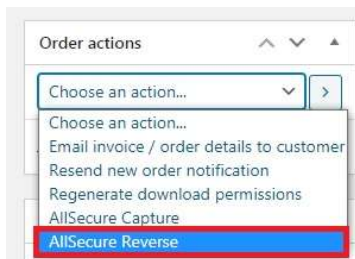 Order actions
Choose an action...
Choose an action...
Email invoice / order details to customer
Resend new order notification
Regenerate download permissions
AllSecure Capture
AllSecure Reverse